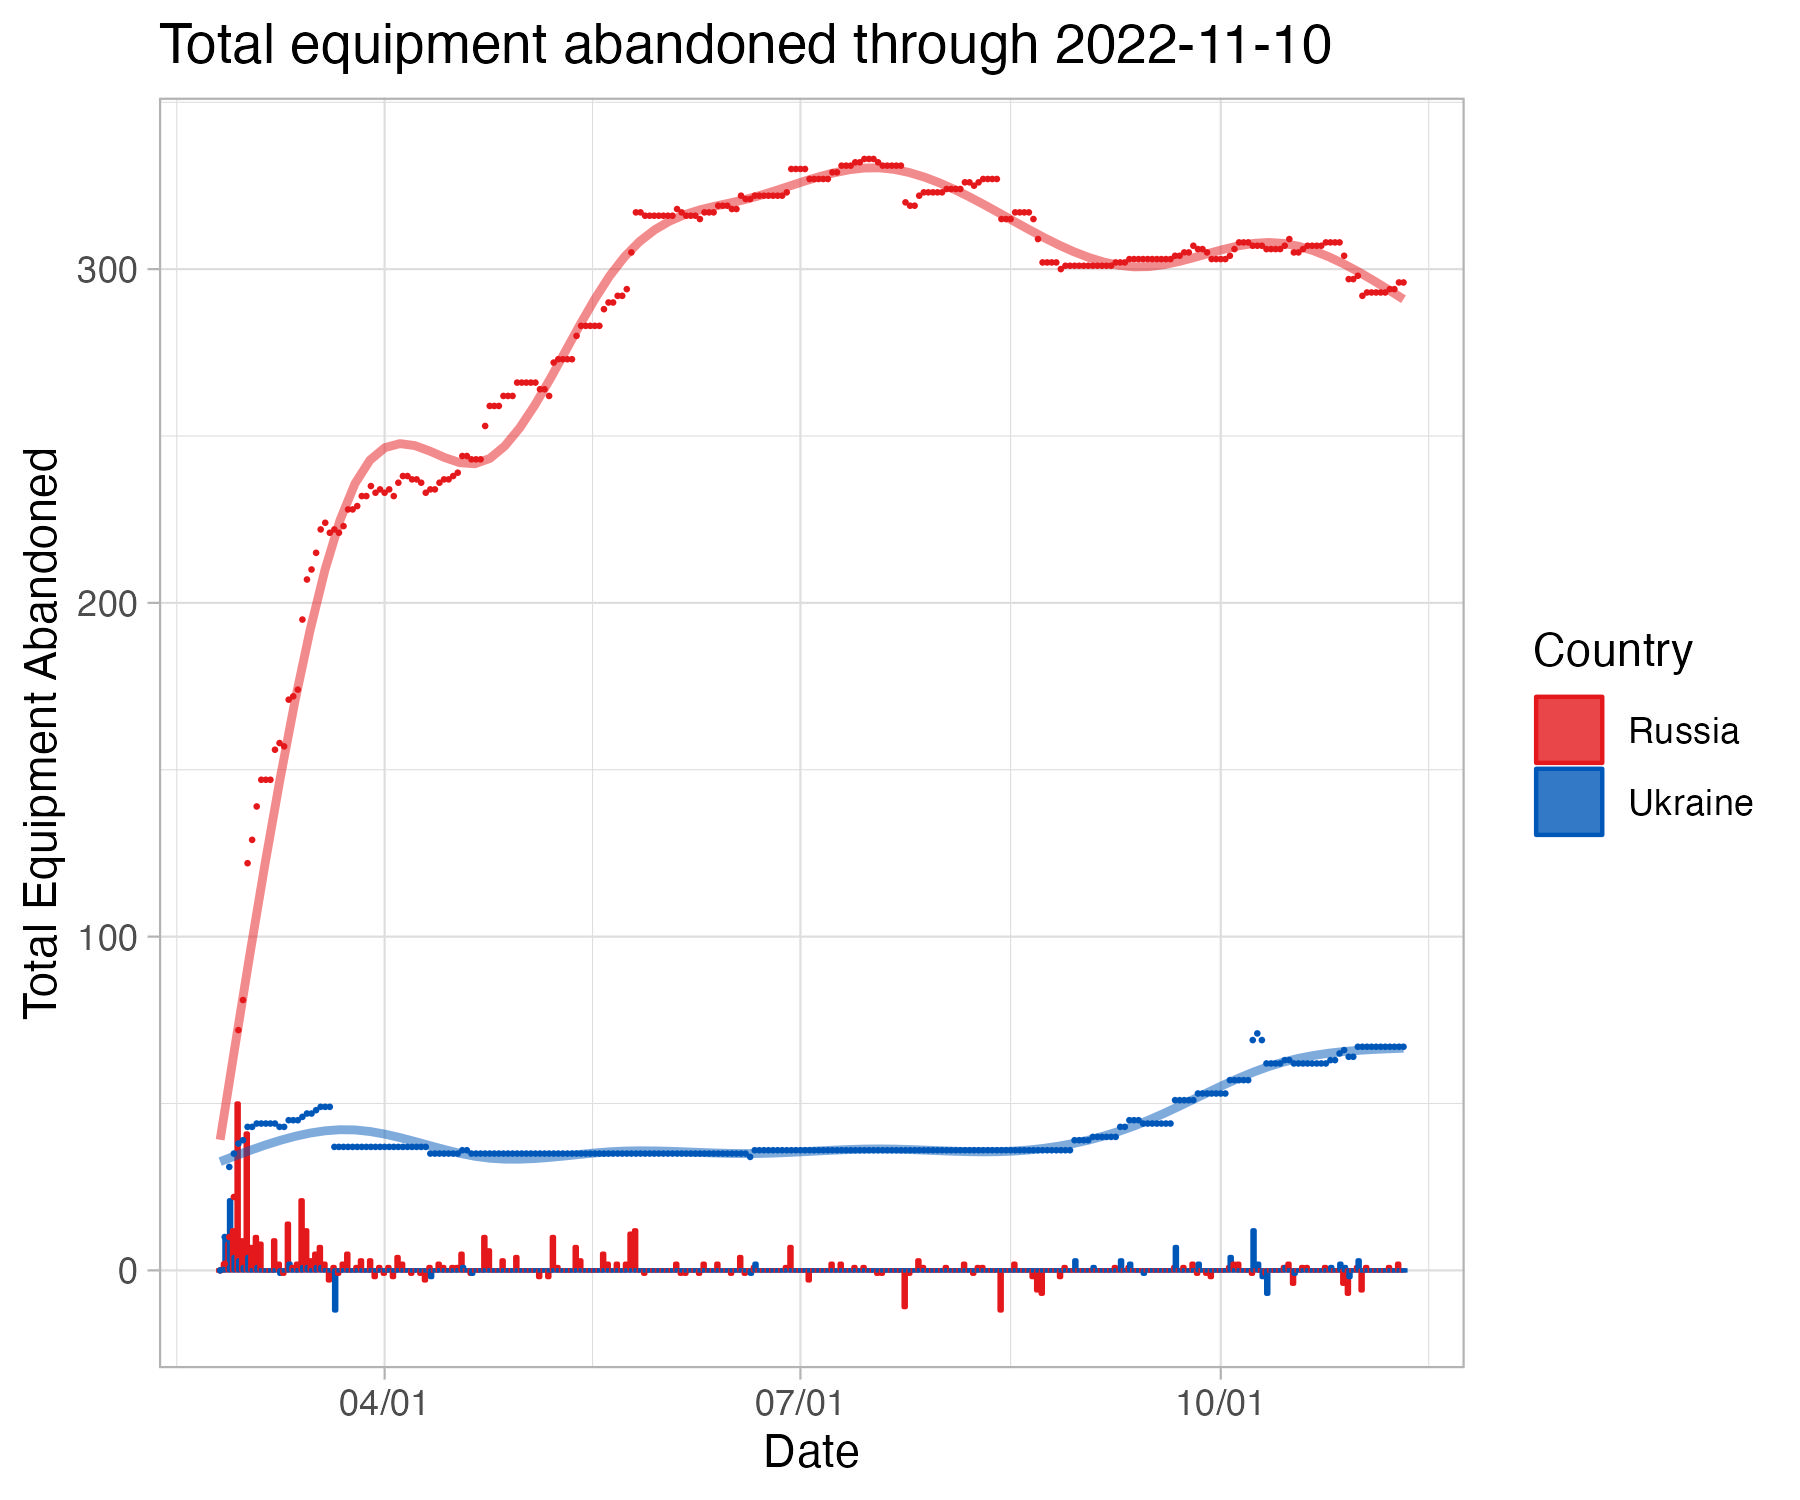 Total equipment abandoned through 2022-11-10
Total Equipment Abandoned
300
200
100
0
04/01
07/01
10/01
Date
Country
Russia
Ukraine